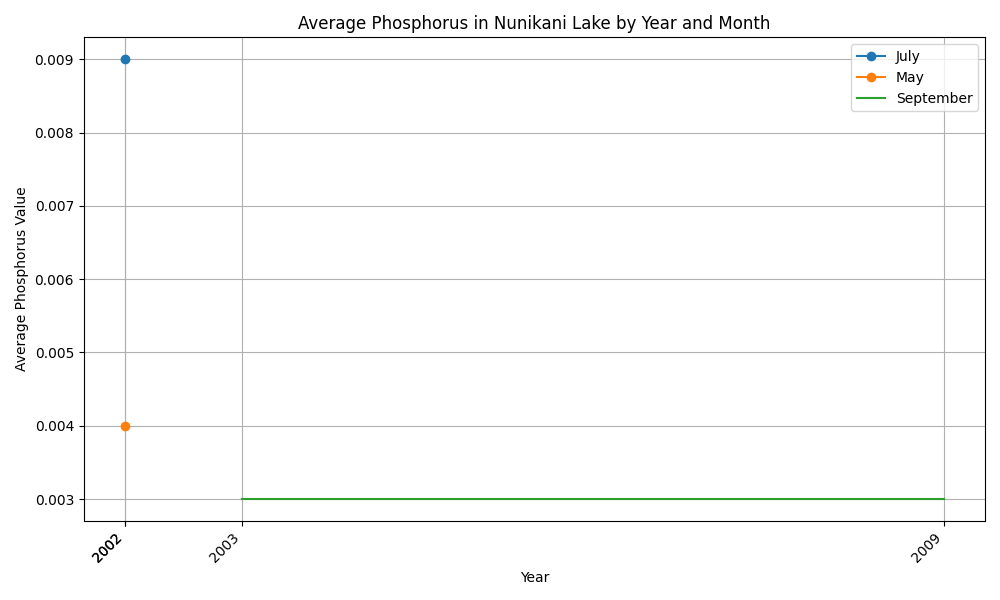 Average Phosphorus in Nunikani Lake by Year and Month
July
May
September
0.009
0.008
0.007
0.006
0.005
0.004
0.003
Average Phosphorus Value
2002
2003
2009
Year